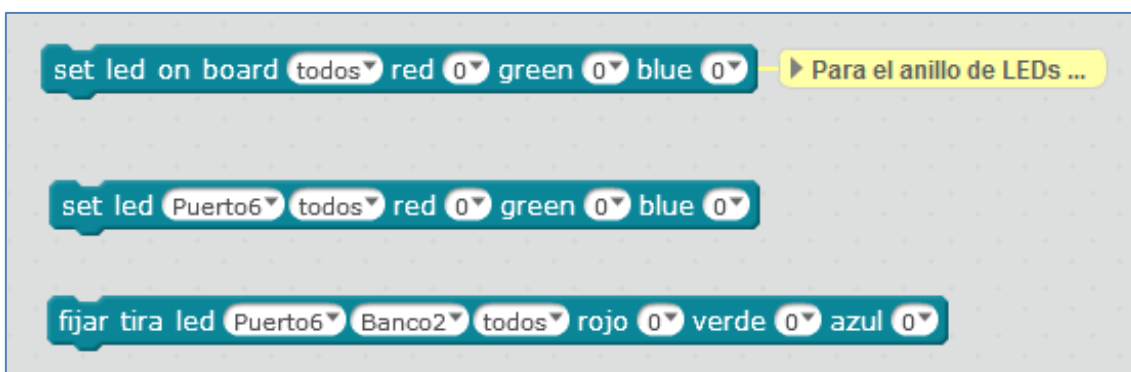 set led on board todos red 0 green 0 blue 0 Para el anillo de LEDs ...
set led Puerto6 todos red 0 green 0 blue 0
fijar tira led Puerto6 Banco2 todos rojo 0 verde 0 azul 0